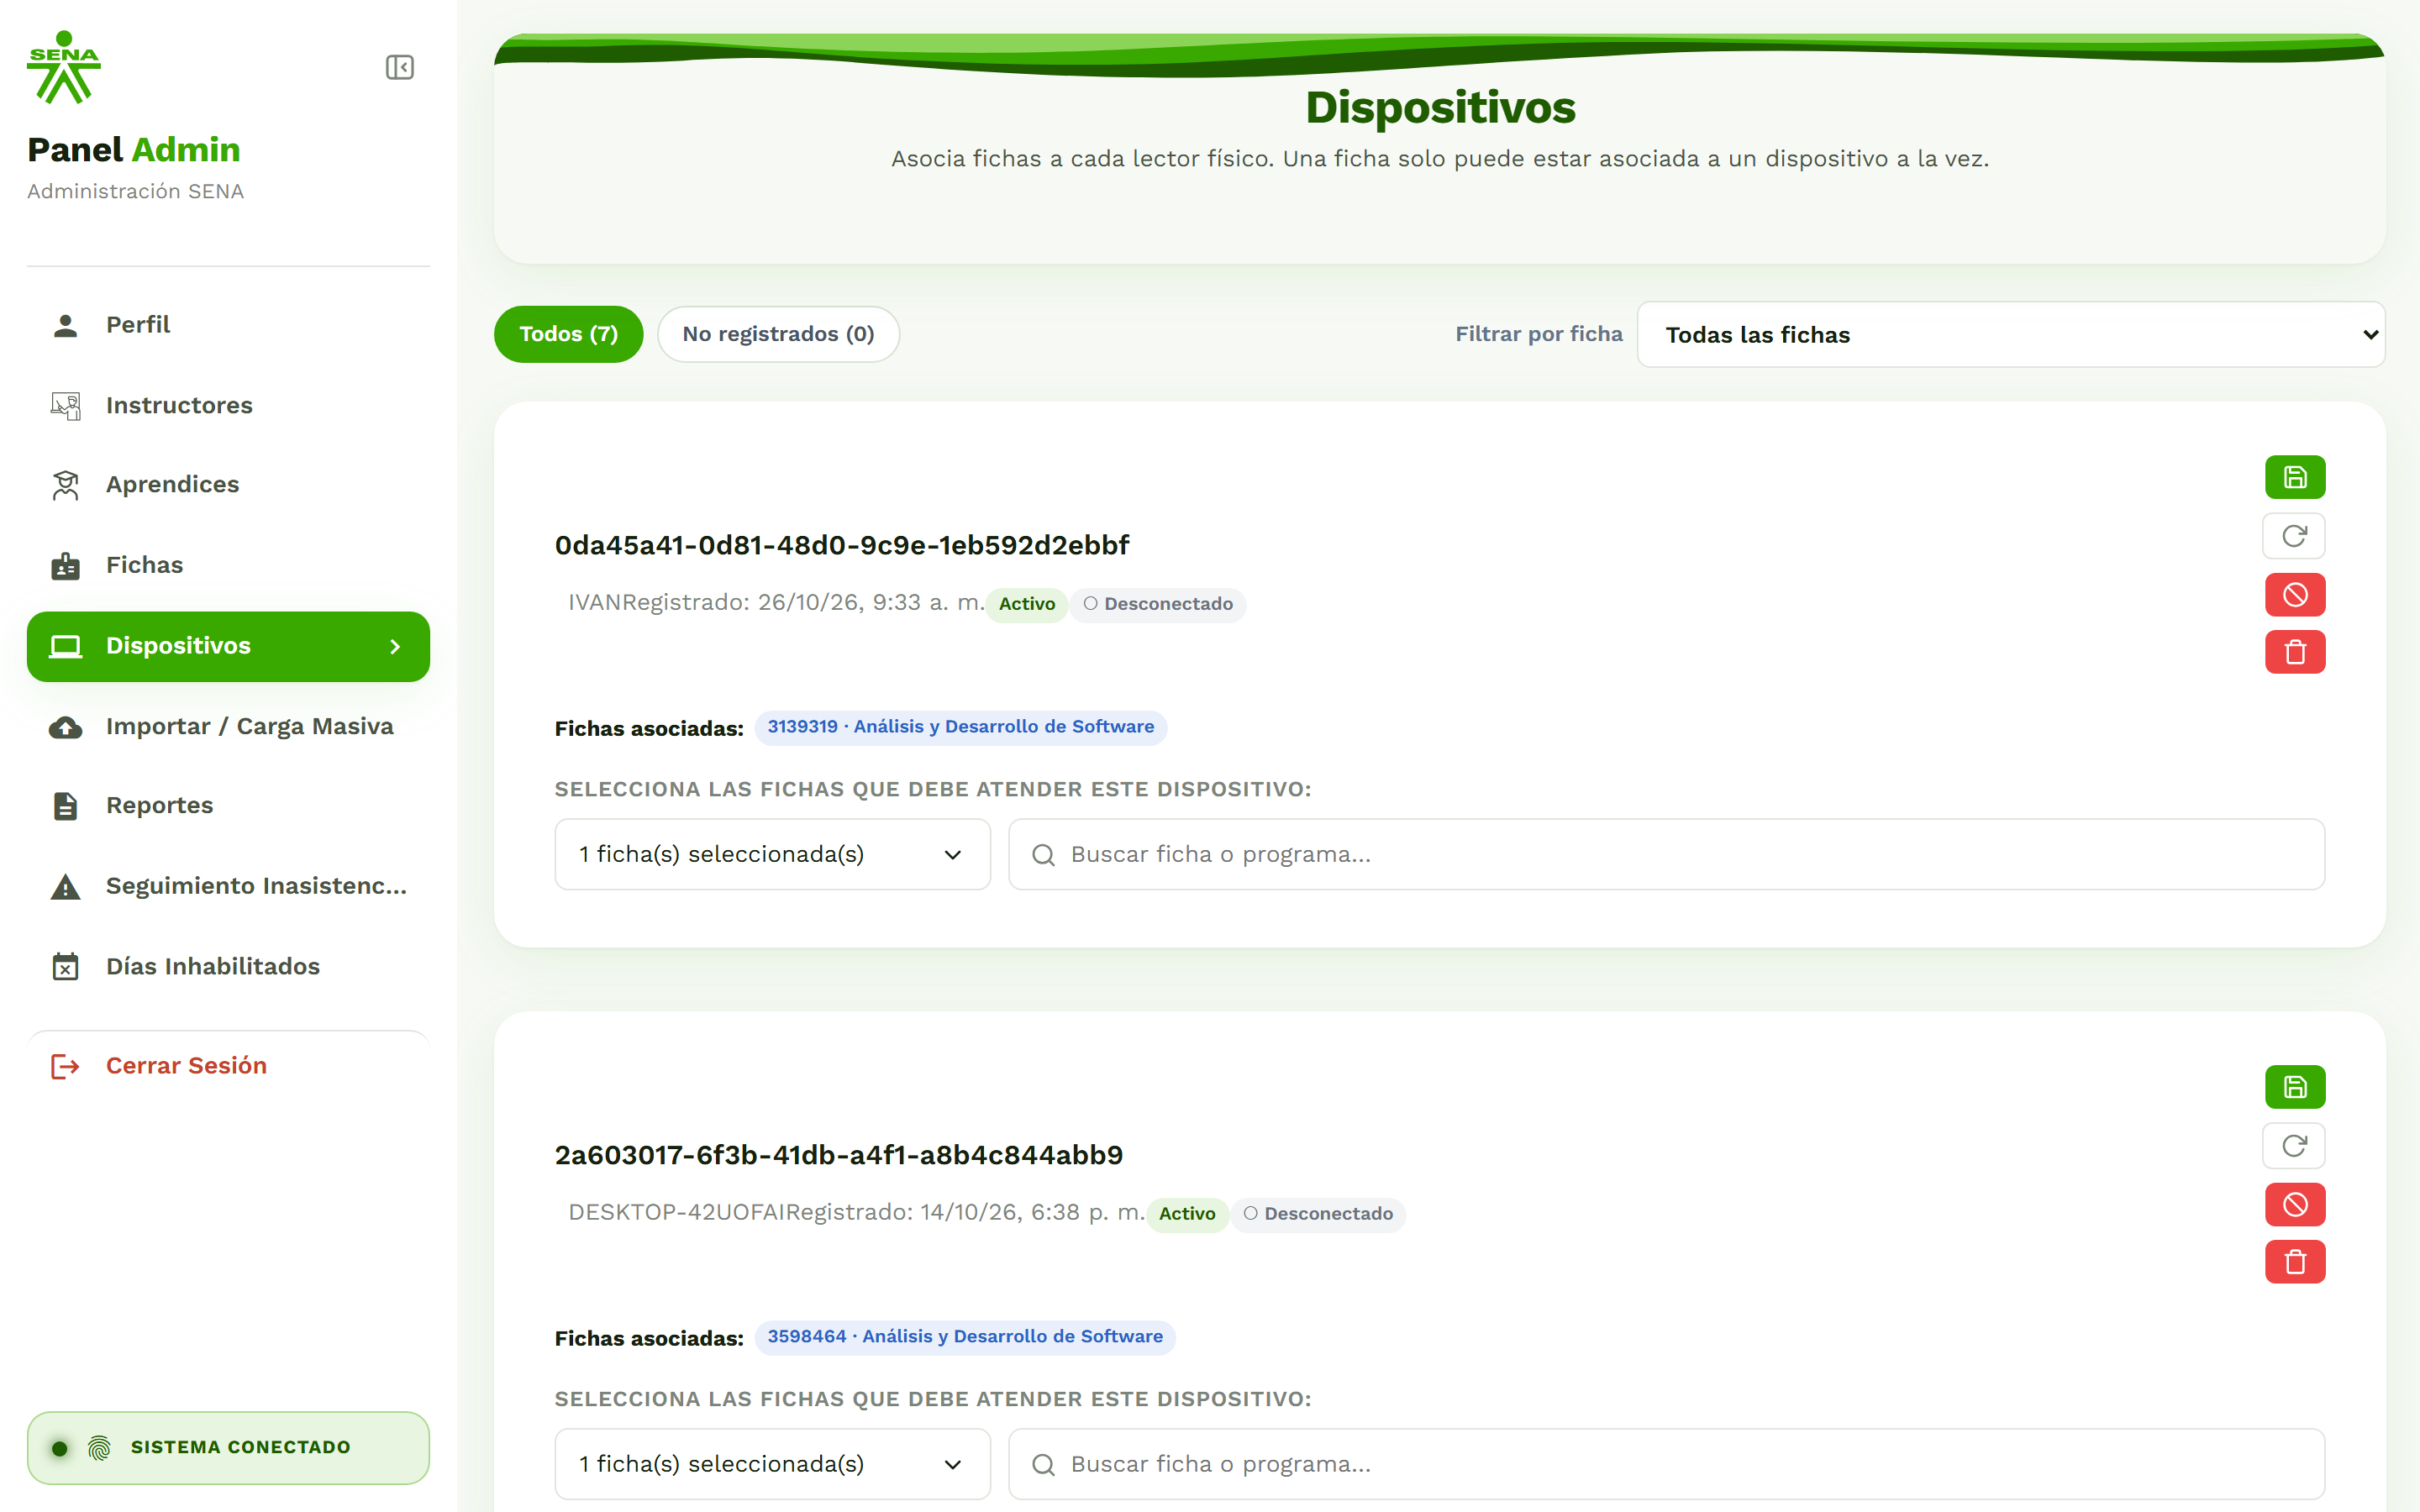 SENA
Panel Admin
Administración SENA
Perfil
Instructores
Aprendices
Fichas
Dispositivos
Importar / Carga Masiva
Reportes
Seguimiento Inasistenc...
Días Inhabilitados
Cerrar Sesión
SISTEMA CONECTADO
Dispositivos
Asocia fichas a cada lector físico. Una ficha solo puede estar asociada a un dispositivo a la vez.
Todos (7) No registrados (0) Filtrar por ficha Todas las fichas
0da45a41-0d81-48d0-9c9e-1eb592d2ebbf
IVANRegistrado: 26/10/26, 9:33 a. m. Activo Desconectado
Fichas asociadas: 3139319 · Análisis y Desarrollo de Software
SELECCIONA LAS FICHAS QUE DEBE ATENDER ESTE DISPOSITIVO:
1 ficha(s) seleccionada(s) Buscar ficha o programa...
2a603017-6f3b-41db-a4f1-a8b4c844abb9
DESKTOP-42UOFAIRegistrado: 14/10/26, 6:38 p. m. Activo Desconectado
Fichas asociadas: 3598464 · Análisis y Desarrollo de Software
SELECCIONA LAS FICHAS QUE DEBE ATENDER ESTE DISPOSITIVO:
1 ficha(s) seleccionada(s) Buscar ficha o programa...